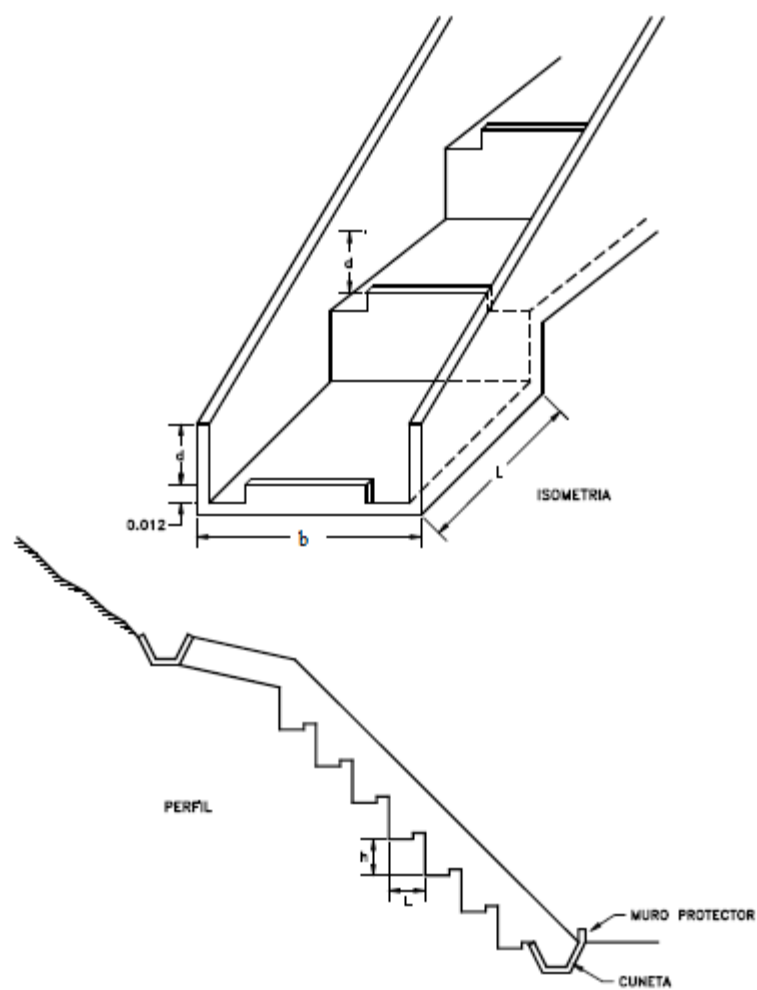 d
d
L
ISOMETRIA
0.012
b
PERFIL
h
L
MURO PROTECTOR
CUNETA